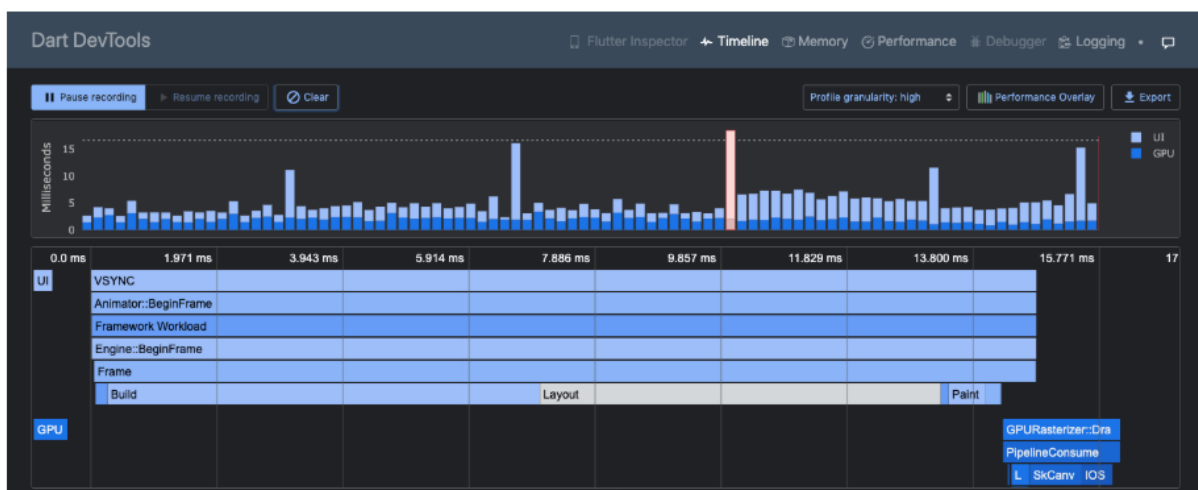 Dart DevTools Flutter Inspector Timeline Memory Performance Debugger Logging
Pause recording Resume recording Clear Profile granularity: high Performance Overlay Export
Milliseconds
15
10
5
0
UI
GPU
0.0 ms 1.971 ms 3.943 ms 5.914 ms 7.886 ms 9.857 ms 11.829 ms 13.800 ms 15.771 ms 17
UI VSYNC
Animator::BeginFrame
Framework Workload
Engine::BeginFrame
Frame
Build Layout Paint
GPU GPURasterizer::Dra
PipelineConsume
L SkCanv IOS